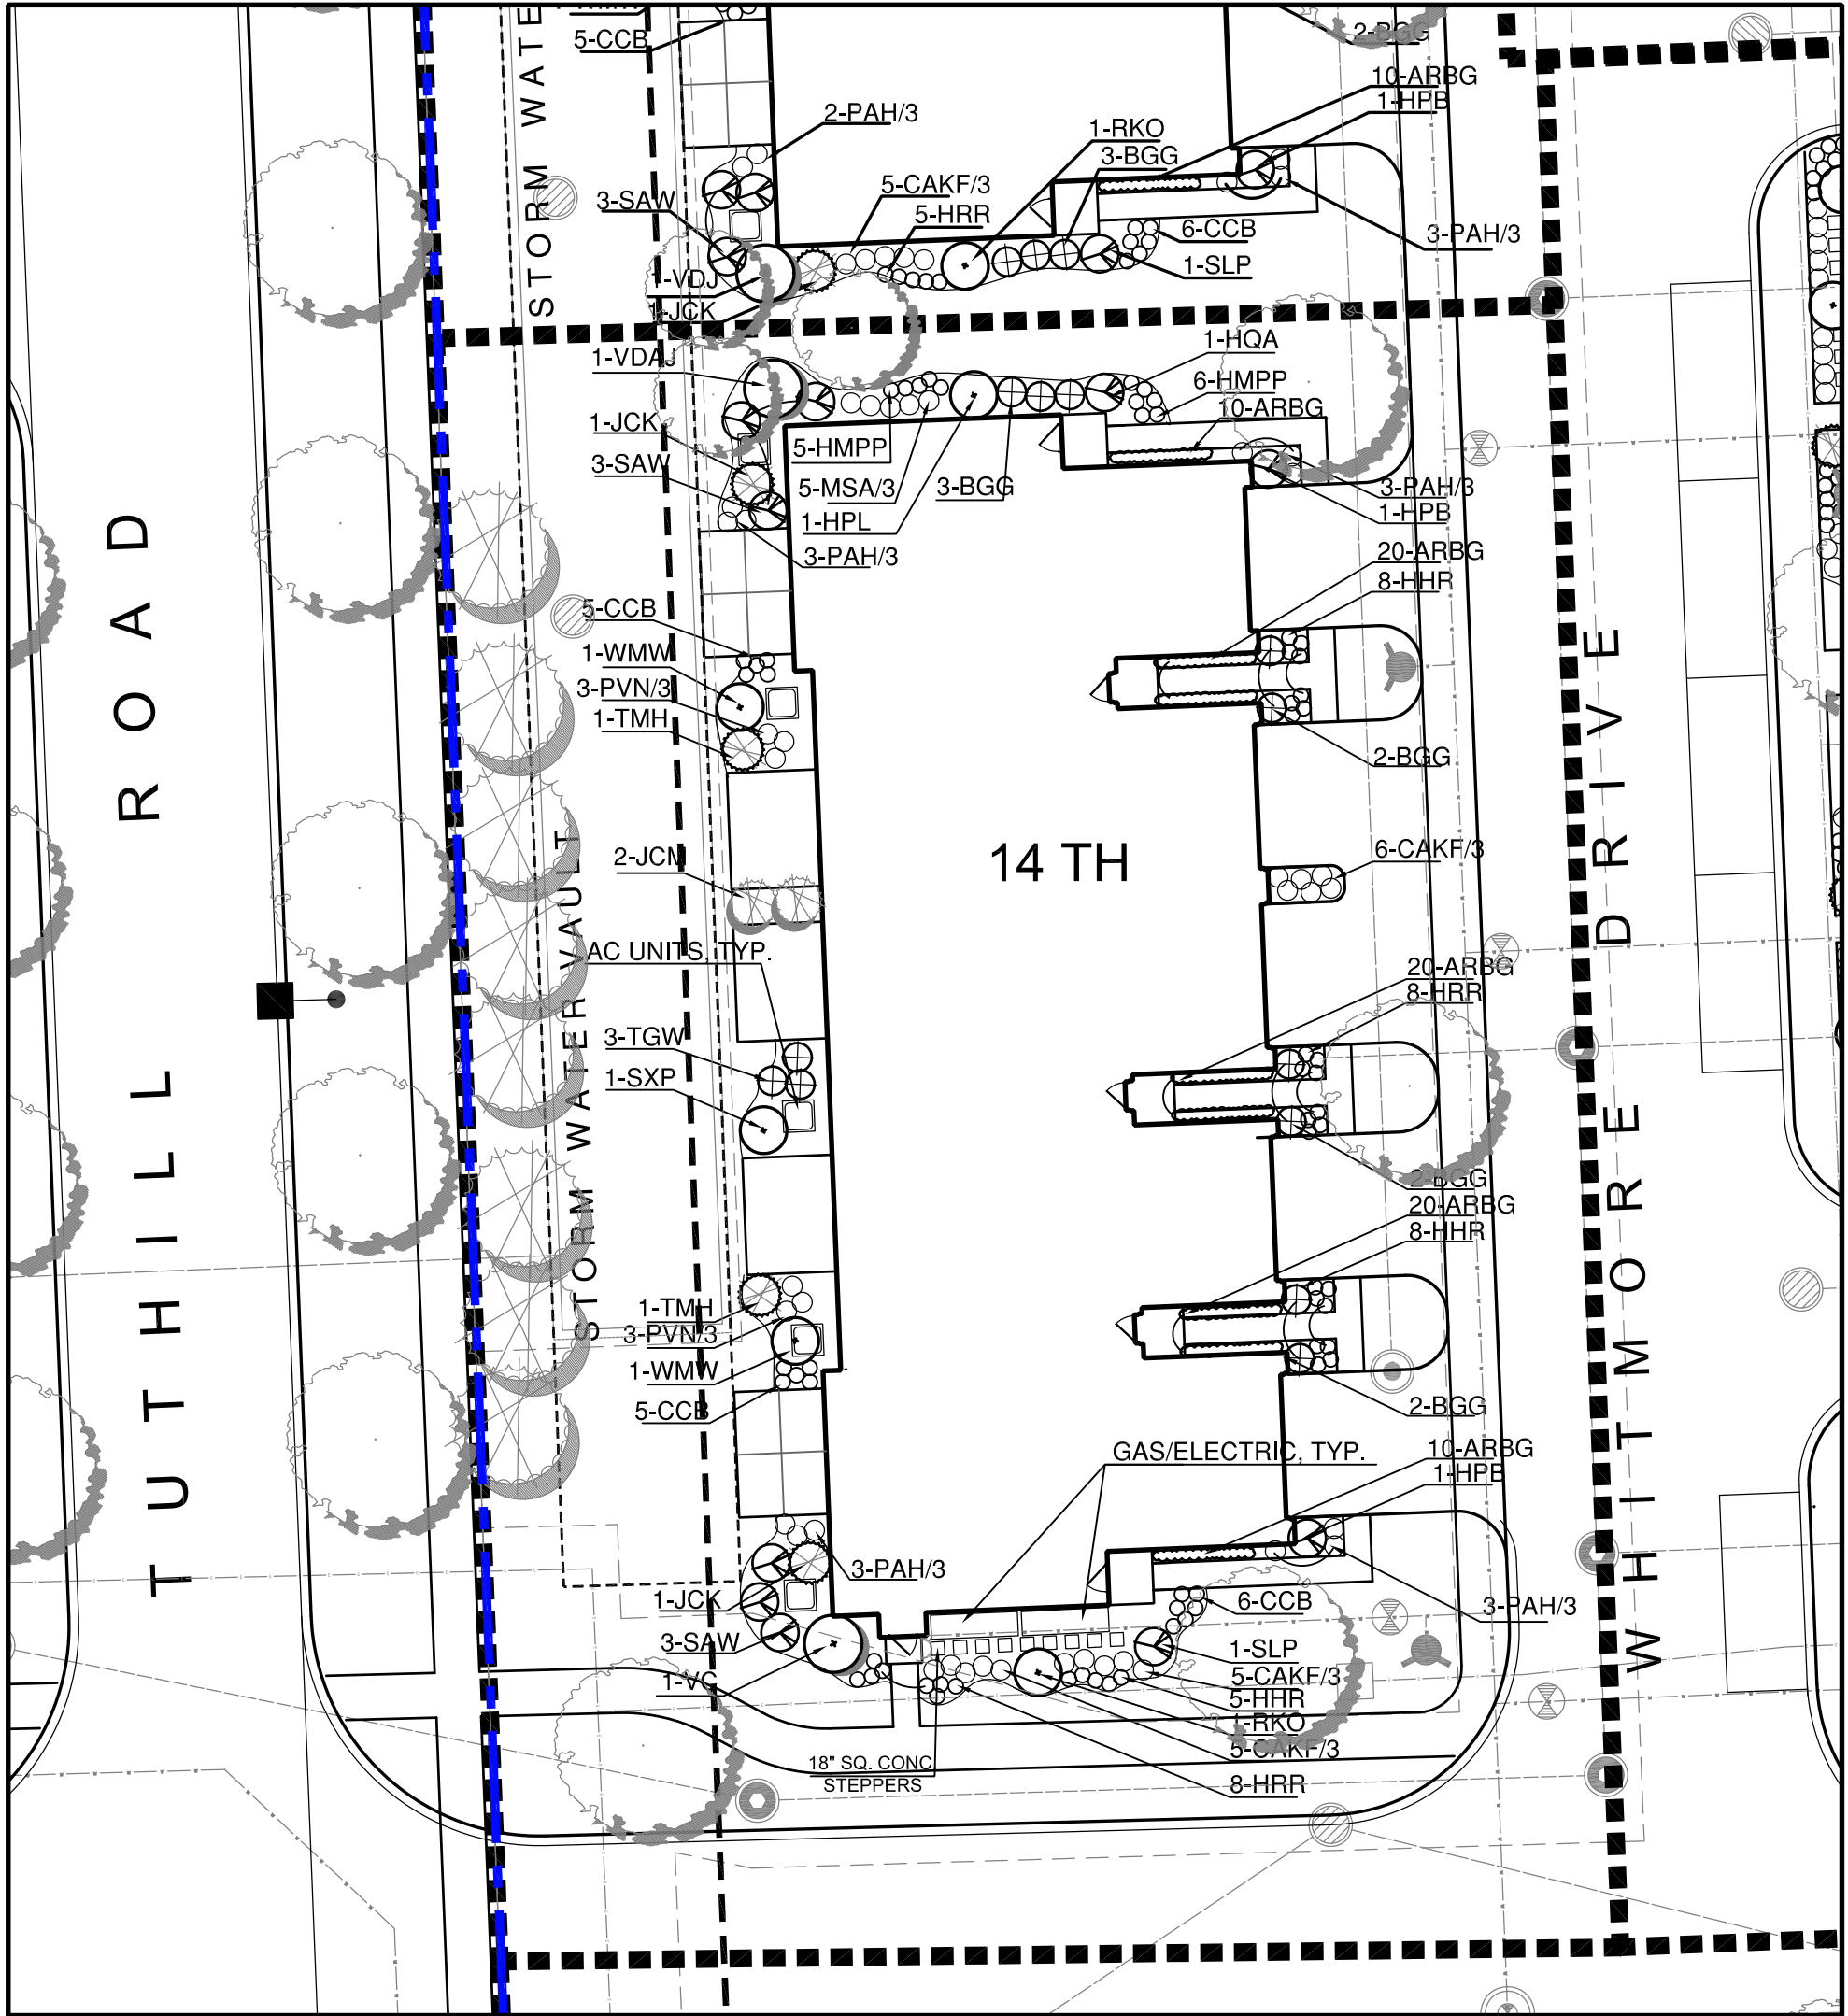 5-CCB
2-BGG
10-ARBG
1-HPB
2-PAH/3
1-RKO
3-BGG
5-CAKF/3
5-HRR
3-SAW
6-CCB
3-PAH/3
1-SLP
1-VDJ
1-JCK
STORM WATE
1-VDAJ
1-HQA
6-HMPP
10-ARBG
1-JCK
5-HMPP
3-SAW
5-MSA/3
3-BGG
3-PAH/3
1-HPB
1-HPL
3-PAH/3
20-ARBG
8-HHR
5-CCB
1-WMW
3-PVN/3
1-TMH
2-BGG
2-JCM
14 TH
6-CAKF/3
AC UNITS, TYP.
20-ARBG
8-HRR
3-TGW
1-SXP
STORM WATER VAULT
2-BGG
20-ARBG
8-HHR
1-TMH
3-PVN/3
1-WMW
5-CCB
2-BGG
GAS/ELECTRIC, TYP.
10-ARBG
1-HPB
3-PAH/3
1-JCK
6-CCB
3-PAH/3
3-SAW
1-SLP
5-CAKF/3
1-VC
5-HHR
1-RKO
5-CAKF/3
18" SQ. CONC
STEPPERS
8-HRR
TUTHILL ROAD
WHITMORE DRIVE